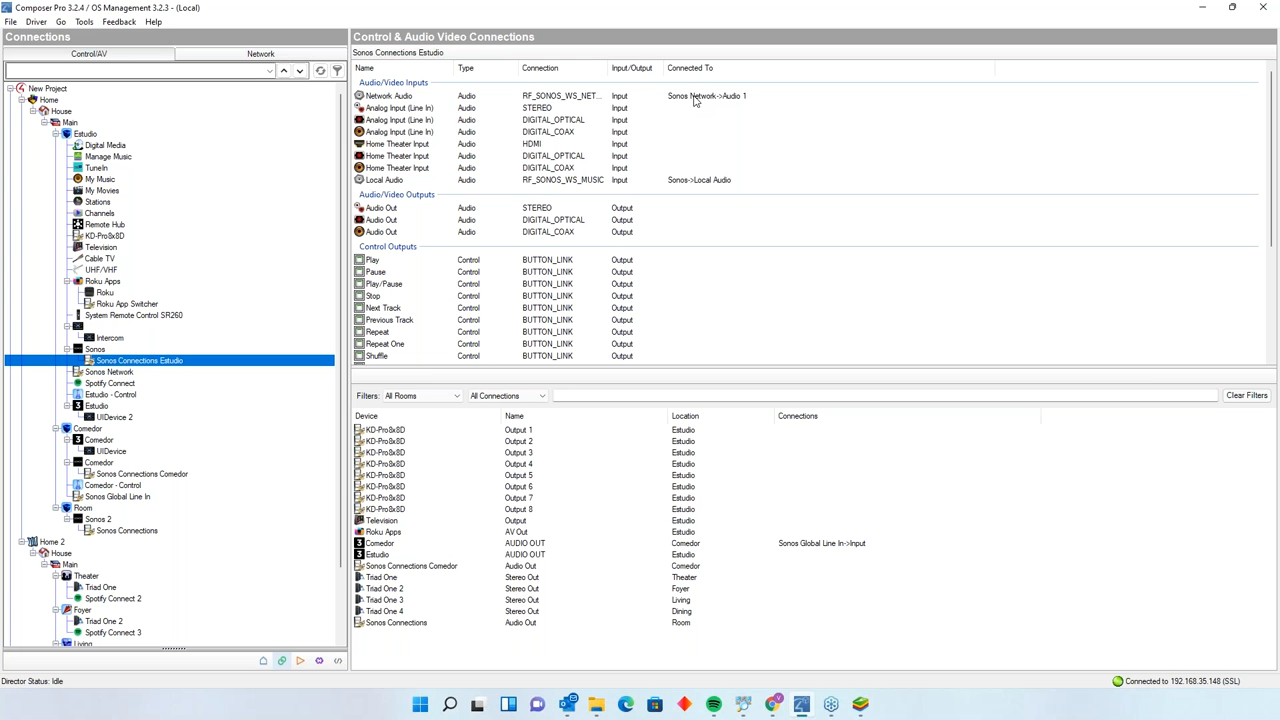 Composer Pro 3.2.4 / OS Management 3.2.3 - (Local)
File Driver Go Tools Feedback Help
Connections
Control/AV Network
New Project
Home
House
Main
Estudio
Digital Media
Manage Music
TuneIn
My Music
My Movies
Stations
Channels
Remote Hub
KD-Pro8x8D
Television
Cable TV
UHF/VHF
Roku Apps
Roku
Roku App Switcher
System Remote Control SR260
Intercom
Sonos
Sonos Connections Estudio
Sonos Network
Spotify Connect
Estudio - Control
Estudio
UIDevice 2
Comedor
Comedor
UIDevice
Comedor
Sonos Connections Comedor
Comedor - Control
Sonos Global Line In
Room
Sonos 2
Sonos Connections
Home 2
House
Main
Theater
Triad One
Spotify Connect 2
Foyer
Triad One 2
Spotify Connect 3
Living
Control & Audio Video Connections
Sonos Connections Estudio
Name Type Connection Input/Output Connected To
Audio/Video Inputs
Network Audio Audio RF_SONOS_WS_NET... Input Sonos Network->Audio 1
Analog Input (Line In) Audio STEREO Input
Analog Input (Line In) Audio DIGITAL_OPTICAL Input
Analog Input (Line In) Audio DIGITAL_COAX Input
Home Theater Input Audio HDMI Input
Home Theater Input Audio DIGITAL_OPTICAL Input
Home Theater Input Audio DIGITAL_COAX Input
Local Audio Audio RF_SONOS_WS_MUSIC Input Sonos->Local Audio
Audio/Video Outputs
Audio Out Audio STEREO Output
Audio Out Audio DIGITAL_OPTICAL Output
Audio Out Audio DIGITAL_COAX Output
Control Outputs
Play Control BUTTON_LINK Output
Pause Control BUTTON_LINK Output
Play/Pause Control BUTTON_LINK Output
Stop Control BUTTON_LINK Output
Next Track Control BUTTON_LINK Output
Previous Track Control BUTTON_LINK Output
Repeat Control BUTTON_LINK Output
Repeat One Control BUTTON_LINK Output
Shuffle Control BUTTON_LINK Output
Filters: All Rooms All Connections Clear Filters
Device Name Location Connections
KD-Pro8x8D Output 1 Estudio
KD-Pro8x8D Output 2 Estudio
KD-Pro8x8D Output 3 Estudio
KD-Pro8x8D Output 4 Estudio
KD-Pro8x8D Output 5 Estudio
KD-Pro8x8D Output 6 Estudio
KD-Pro8x8D Output 7 Estudio
KD-Pro8x8D Output 8 Estudio
Television Output Estudio
Roku Apps AV Out Estudio
Comedor AUDIO OUT Comedor Sonos Global Line In->Input
Estudio AUDIO OUT Estudio
Sonos Connections Comedor Audio Out Comedor
Triad One Stereo Out Theater
Triad One 2 Stereo Out Foyer
Triad One 3 Stereo Out Living
Triad One 4 Stereo Out Dining
Sonos Connections Audio Out Room
Director Status: Idle Connected to 192.168.35.148 (SSL)